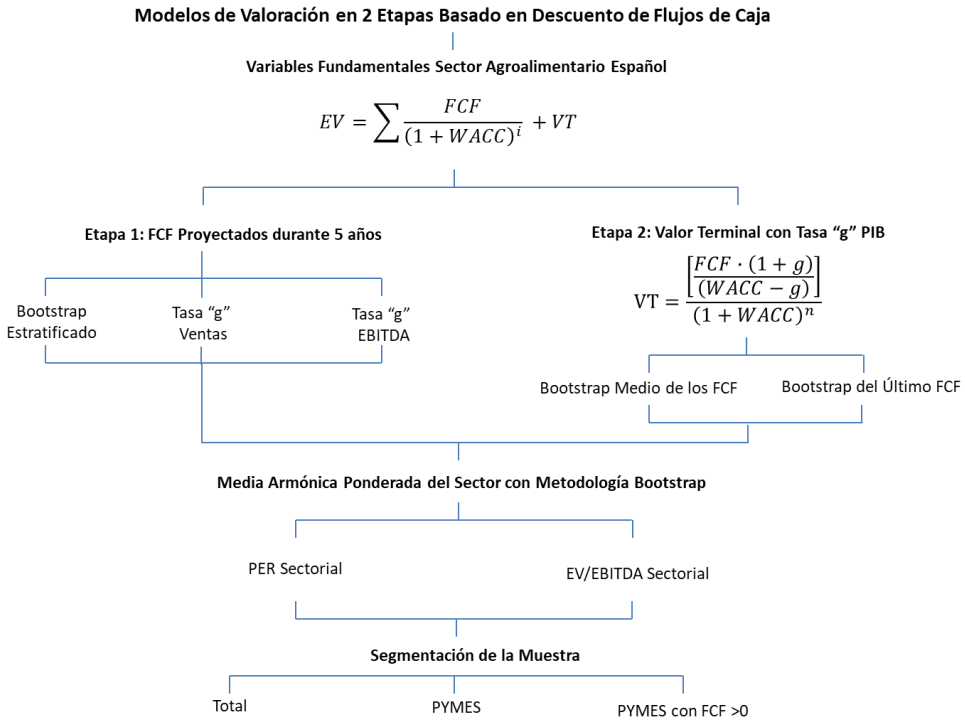 Modelos de Valoración en 2 Etapas Basado en Descuento de Flujos de Caja
Variables Fundamentales Sector Agroalimentario Español
EV = ∑ FCF / (1 + WACC)^i + VT
Etapa 1: FCF Proyectados durante 5 años
Bootstrap
Estratificado
Tasa “g”
Ventas
Tasa “g”
EBITDA
Etapa 2: Valor Terminal con Tasa “g” PIB
VT = [FCF · (1 + g) / (WACC − g)] / (1 + WACC)^n
Bootstrap Medio de los FCF
Bootstrap del Último FCF
Media Armónica Ponderada del Sector con Metodología Bootstrap
PER Sectorial
EV/EBITDA Sectorial
Segmentación de la Muestra
Total
PYMES
PYMES con FCF >0